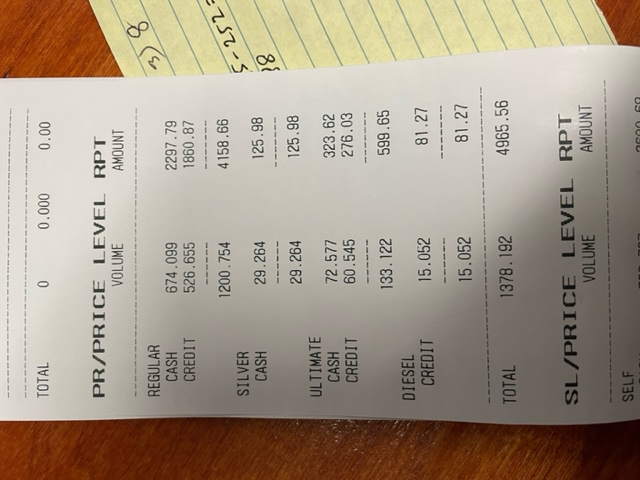 TOTAL 0 0.000 0.00
PR/PRICE LEVEL RPT
VOLUME AMOUNT
REGULAR
CASH 674.099 2297.79
CREDIT 526.655 1860.87
1200.754 4158.66
SILVER
CASH 29.264 125.98
29.264 125.98
ULTIMATE
CASH 72.577 323.62
CREDIT 60.545 276.03
133.122 599.65
DIESEL
CREDIT 15.052 81.27
15.052 81.27
TOTAL 1378.192 4965.56
SL/PRICE LEVEL RPT
VOLUME AMOUNT
SELF
3) 8
5-252=